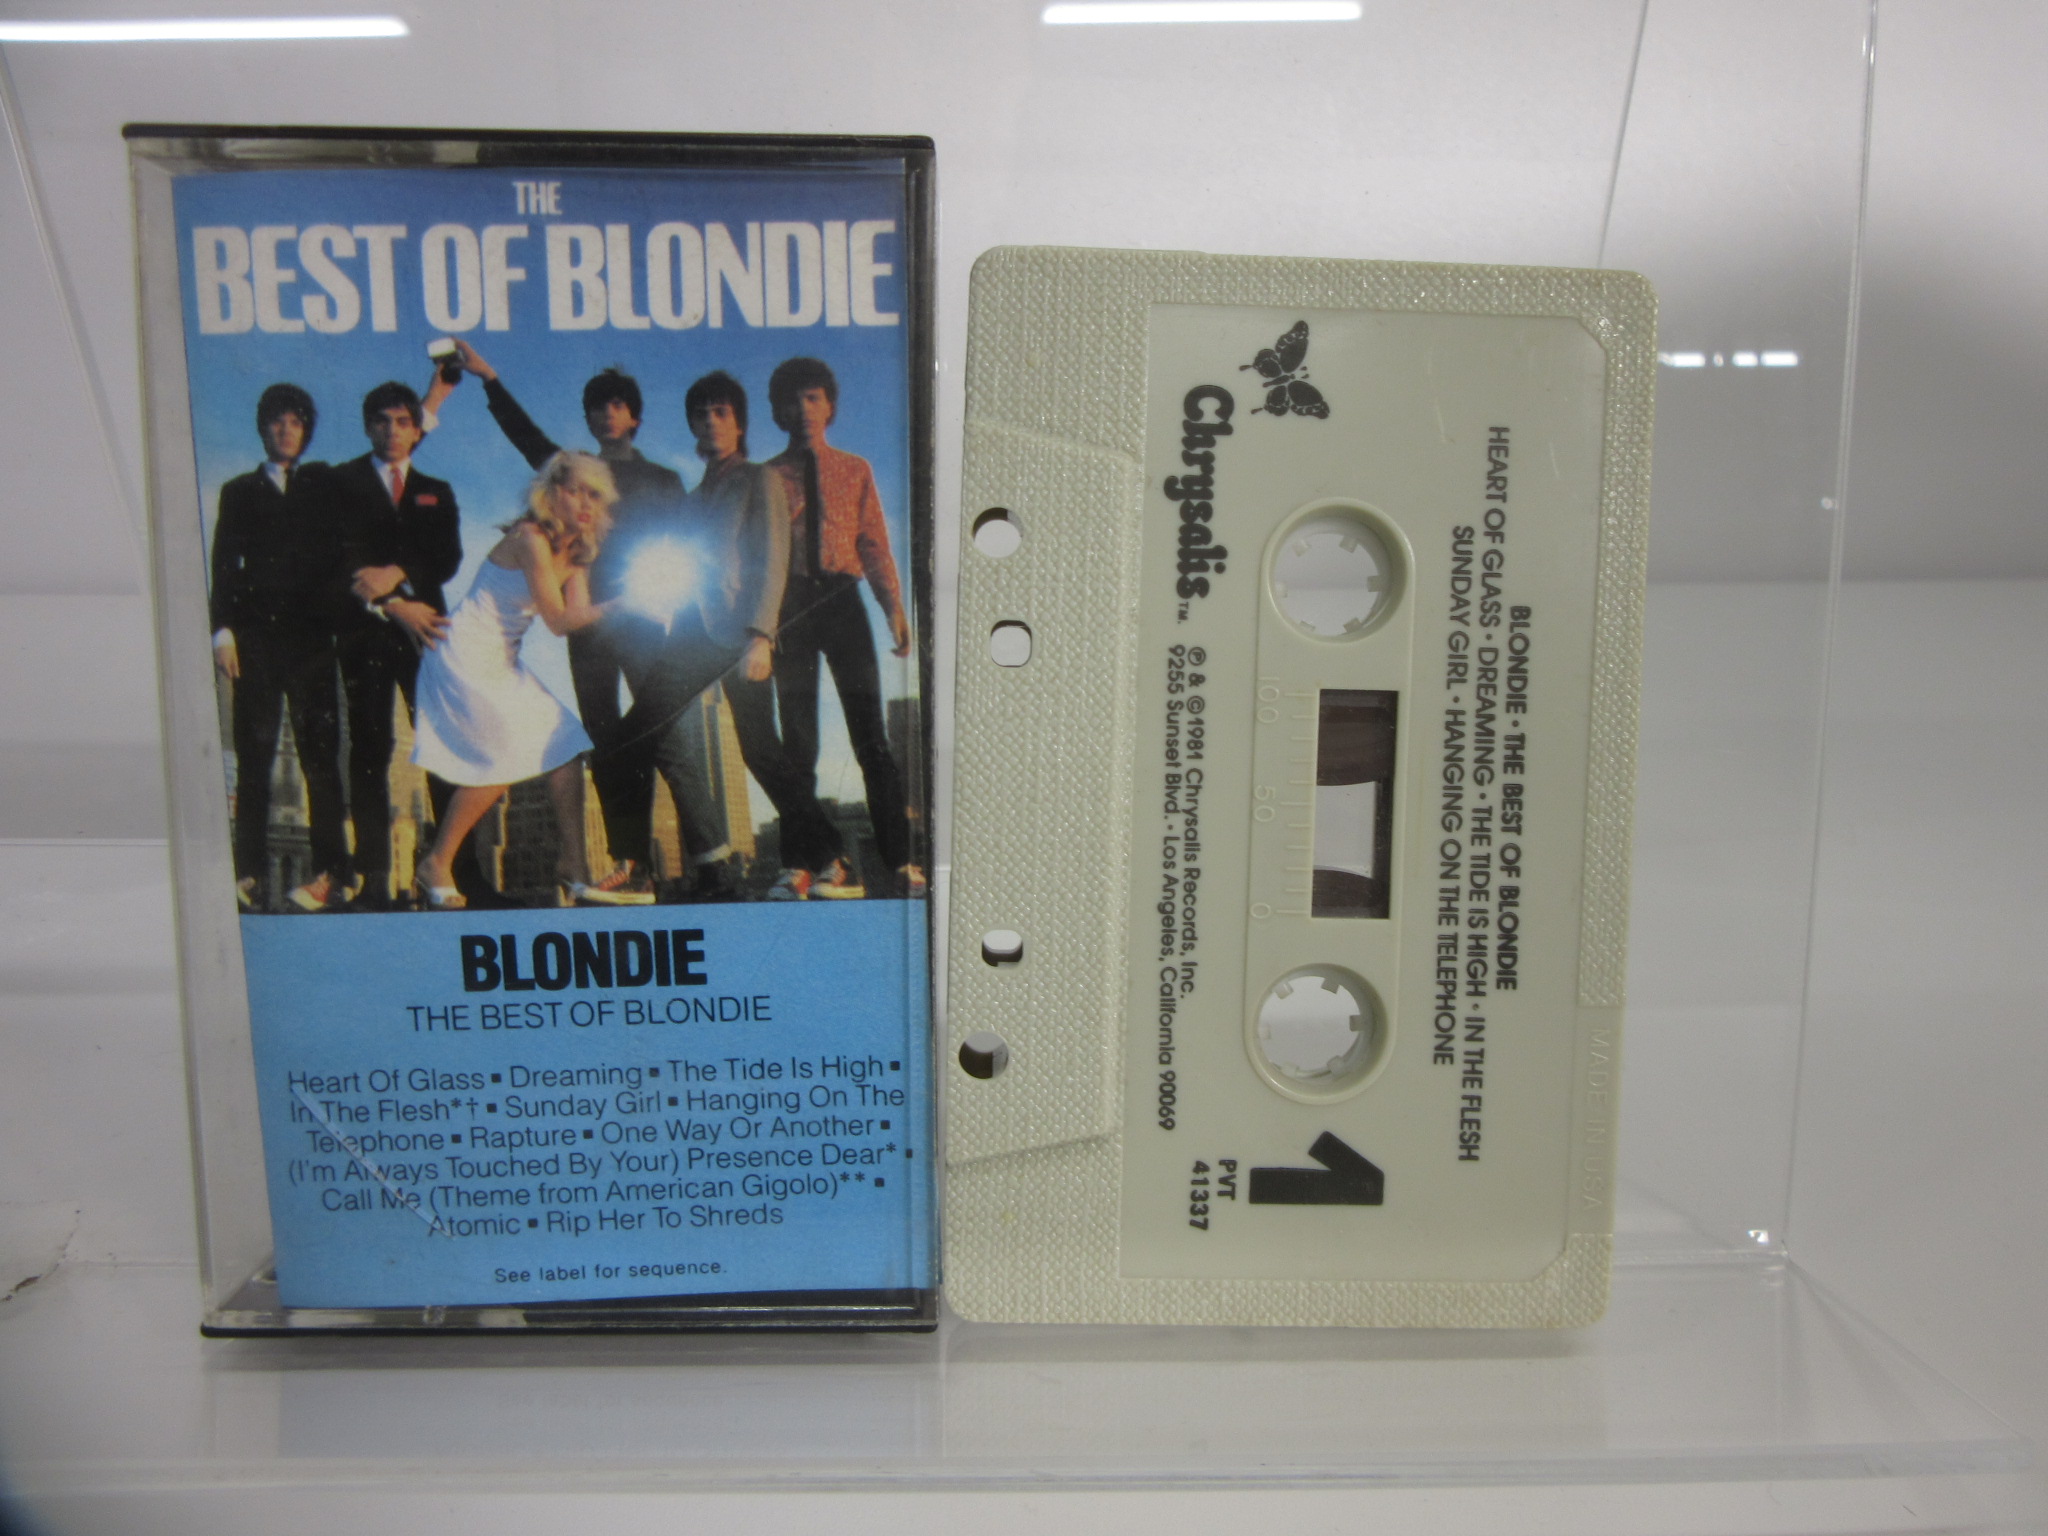 THE
BEST OF BLONDIE
BLONDIE
THE BEST OF BLONDIE
Heart Of Glass ▪ Dreaming ▪ The Tide Is High ▪
In The Flesh*† ▪ Sunday Girl ▪ Hanging On The
Telephone ▪ Rapture ▪ One Way Or Another ▪
(I'm Always Touched By Your) Presence Dear* ▪
Call Me (Theme from American Gigolo)** ▪
Atomic ▪ Rip Her To Shreds
See label for sequence.
BLONDIE • THE BEST OF BLONDIE
HEART OF GLASS • DREAMING • THE TIDE IS HIGH • IN THE FLESH
SUNDAY GIRL • HANGING ON THE TELEPHONE
100 50 0
1
PVT
41337
Chrysalis™.
℗ & ©1981 Chrysalis Records, Inc.
9255 Sunset Blvd. • Los Angeles, California 90069
MADE IN USA